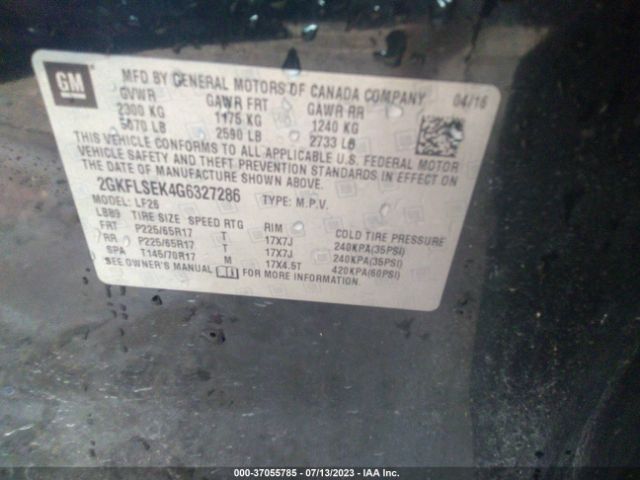 GM
MFD BY GENERAL MOTORS OF CANADA COMPANY 04/16
GVWR GAWR FRT GAWR RR
2300 KG 1175 KG 1240 KG
5070 LB 2590 LB 2733 LB
THIS VEHICLE CONFORMS TO ALL APPLICABLE U.S. FEDERAL MOTOR
VEHICLE SAFETY AND THEFT PREVENTION STANDARDS IN EFFECT ON THE DATE
OF MANUFACTURE SHOWN ABOVE.
2GKFLSEK4G6327286 TYPE: M.P.V.
MODEL: LF26
LB89 TIRE SIZE SPEED RTG RIM COLD TIRE PRESSURE
FRT P225/65R17 T 17X7J 240KPA(35PSI)
RR P225/65R17 T 17X7J 240KPA(35PSI)
SPA T145/70R17 M 17X4.5T 420KPA(60PSI)
SEE OWNER'S MANUAL FOR MORE INFORMATION.
000-37055785 - 07/13/2023 - IAA Inc.